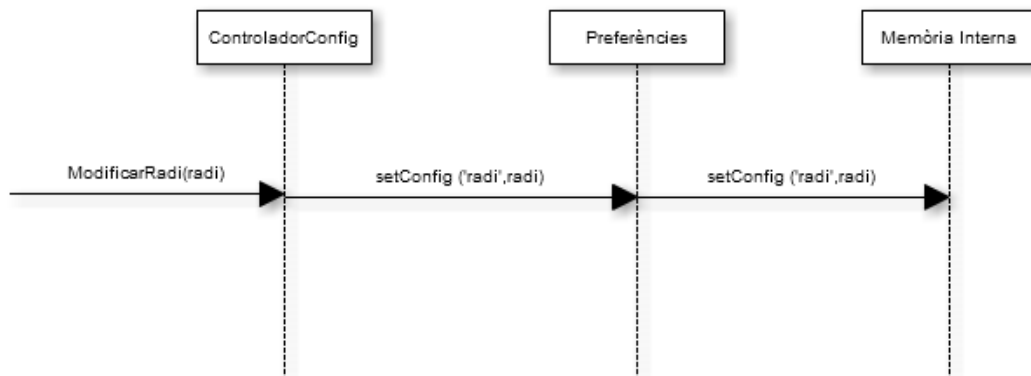 ControladorConfig
Preferències
Memòria Interna
ModificarRadi(radi)
setConfig ('radi',radi)
setConfig ('radi',radi)